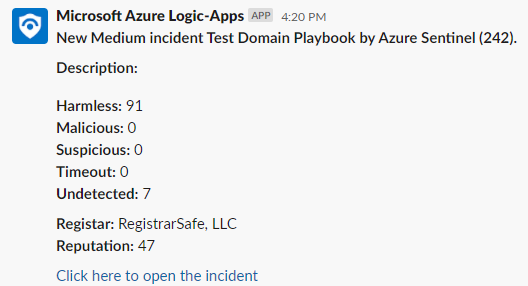 Microsoft Azure Logic-Apps APP 4:20 PM
New Medium incident Test Domain Playbook by Azure Sentinel (242).
Description:
Harmless: 91
Malicious: 0
Suspicious: 0
Timeout: 0
Undetected: 7
Registar: RegistrarSafe, LLC
Reputation: 47
Click here to open the incident